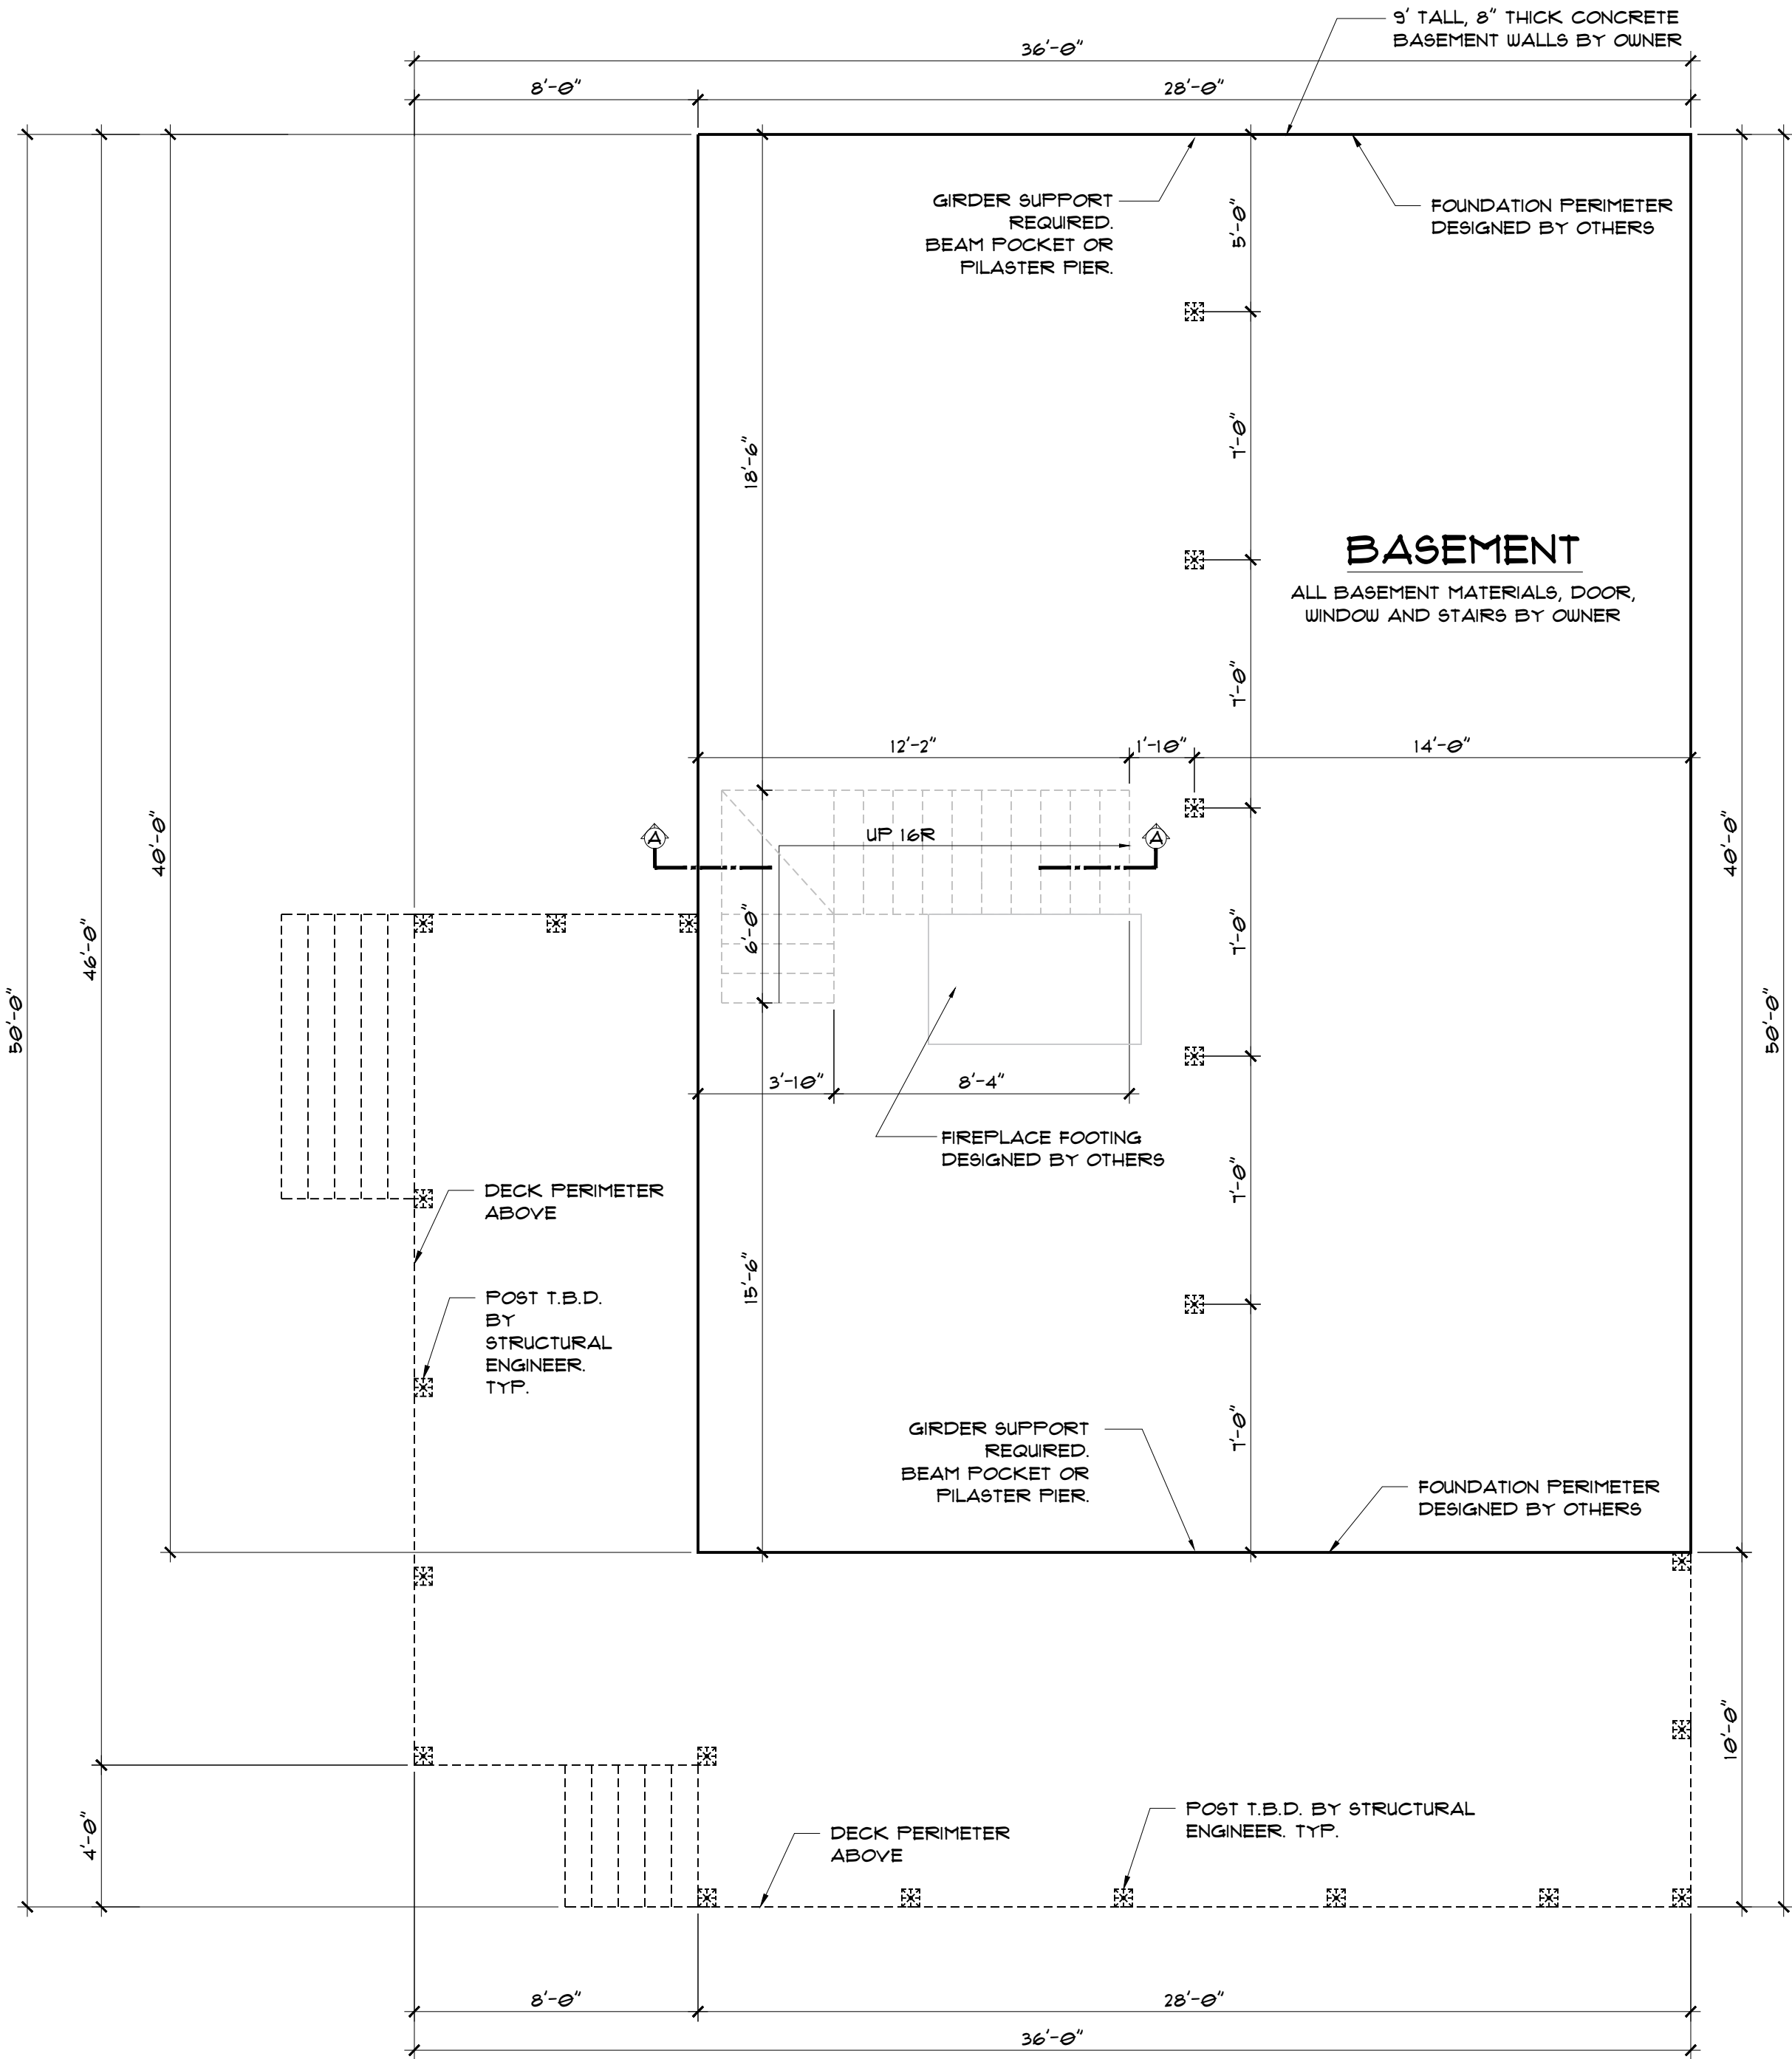 9' TALL, 8" THICK CONCRETE
BASEMENT WALLS BY OWNER
36'-0"
8'-0"
28'-0"
GIRDER SUPPORT
REQUIRED.
BEAM POCKET OR
PILASTER PIER.
5'-0"
FOUNDATION PERIMETER
DESIGNED BY OTHERS
18'-6"
7'-0"
BASEMENT
ALL BASEMENT MATERIALS, DOOR,
WINDOW AND STAIRS BY OWNER
7'-0"
12'-2"
1'-10"
14'-0"
40'-0"
40'-0"
A
UP 16R
A
46'-0"
6'-0"
7'-0"
50'-0"
50'-0"
3'-10"
8'-4"
FIREPLACE FOOTING
DESIGNED BY OTHERS
DECK PERIMETER
ABOVE
7'-0"
15'-6"
POST T.B.D.
BY
STRUCTURAL
ENGINEER.
TYP.
GIRDER SUPPORT
REQUIRED.
BEAM POCKET OR
PILASTER PIER.
7'-0"
FOUNDATION PERIMETER
DESIGNED BY OTHERS
10'-0"
4'-0"
DECK PERIMETER
ABOVE
POST T.B.D. BY STRUCTURAL
ENGINEER. TYP.
8'-0"
28'-0"
36'-0"